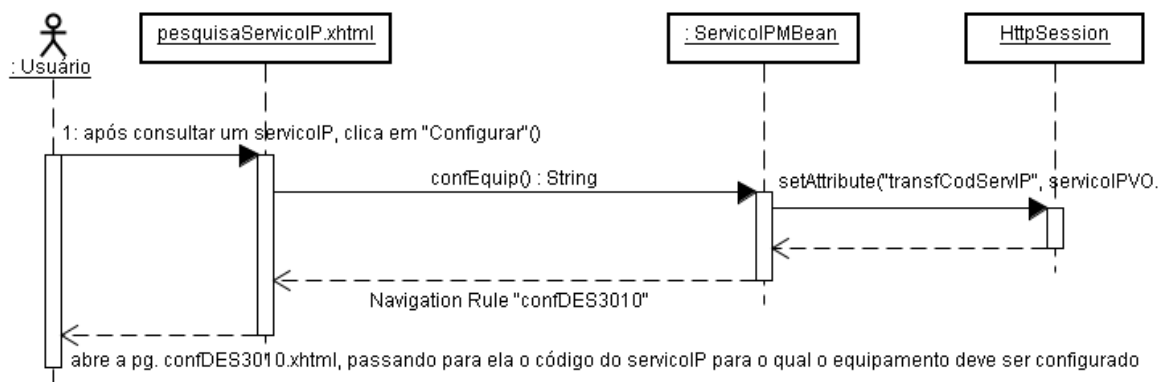 pesquisaServicoIP.xhtml
: ServicoIPMBean
HttpSession
: Usuário
1: após consultar um servicoIP, clica em "Configurar"()
confEquip() : String
setAttribute("transfCodServIP", servicoIPVO.
Navigation Rule "confDES3010"
abre a pg. confDES3010.xhtml, passando para ela o código do servicoIP para o qual o equipamento deve ser configurado